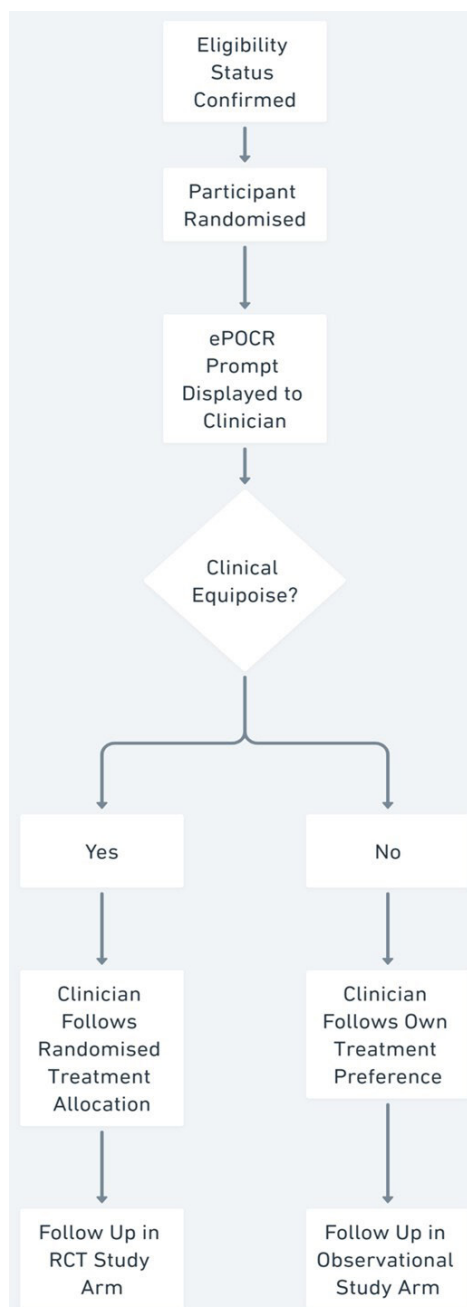 Eligibility
Status
Confirmed
Participant
Randomised
ePOCR
Prompt
Displayed to
Clinician
Clinical
Equipoise?
Yes
No
Clinician
Follows
Randomised
Treatment
Allocation
Clinician
Follows Own
Treatment
Preference
Follow Up in
RCT Study
Arm
Follow Up in
Observational
Study Arm